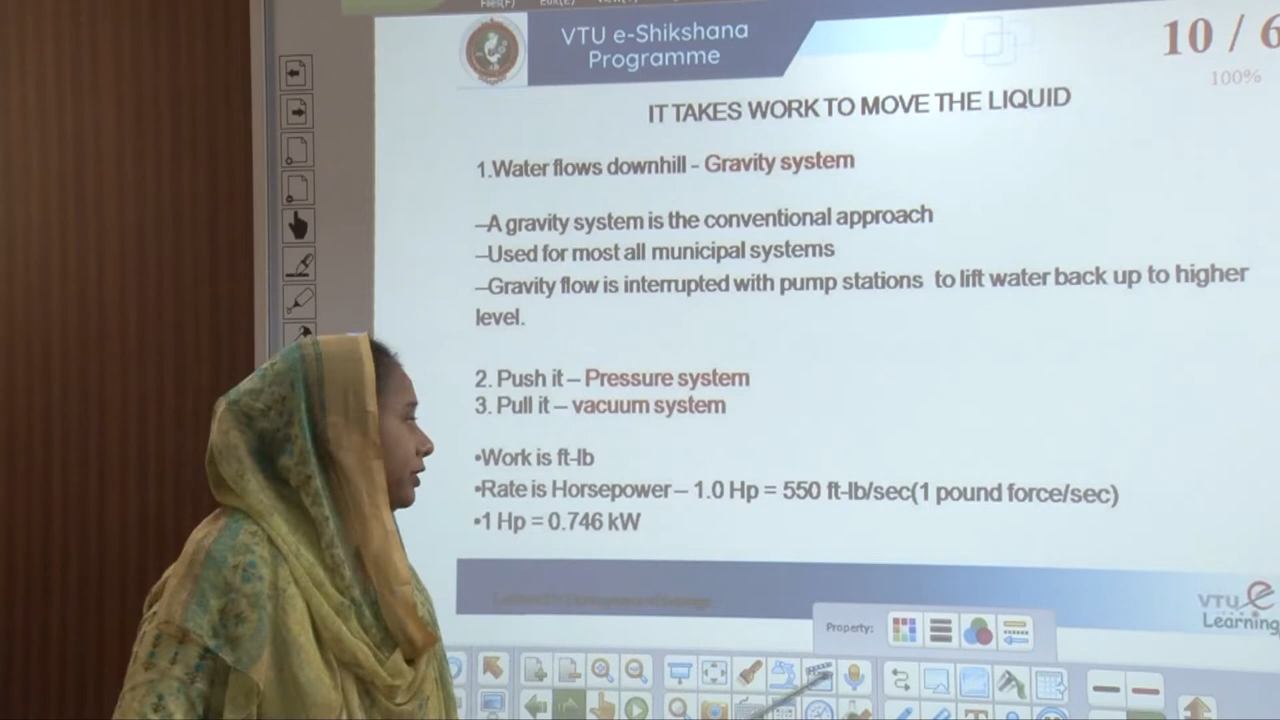 Files(F)
VTU e-Shikshana
Programme
10 / 6
100%
IT TAKES WORK TO MOVE THE LIQUID
1.Water flows downhill - Gravity system
–A gravity system is the conventional approach
–Used for most all municipal systems
–Gravity flow is interrupted with pump stations to lift water back up to higher
level.
2. Push it – Pressure system
3. Pull it – vacuum system
•Work is ft-lb
•Rate is Horsepower – 1.0 Hp = 550 ft-lb/sec(1 pound force/sec)
•1 Hp = 0.746 kW
VTU e
Learning
Property: